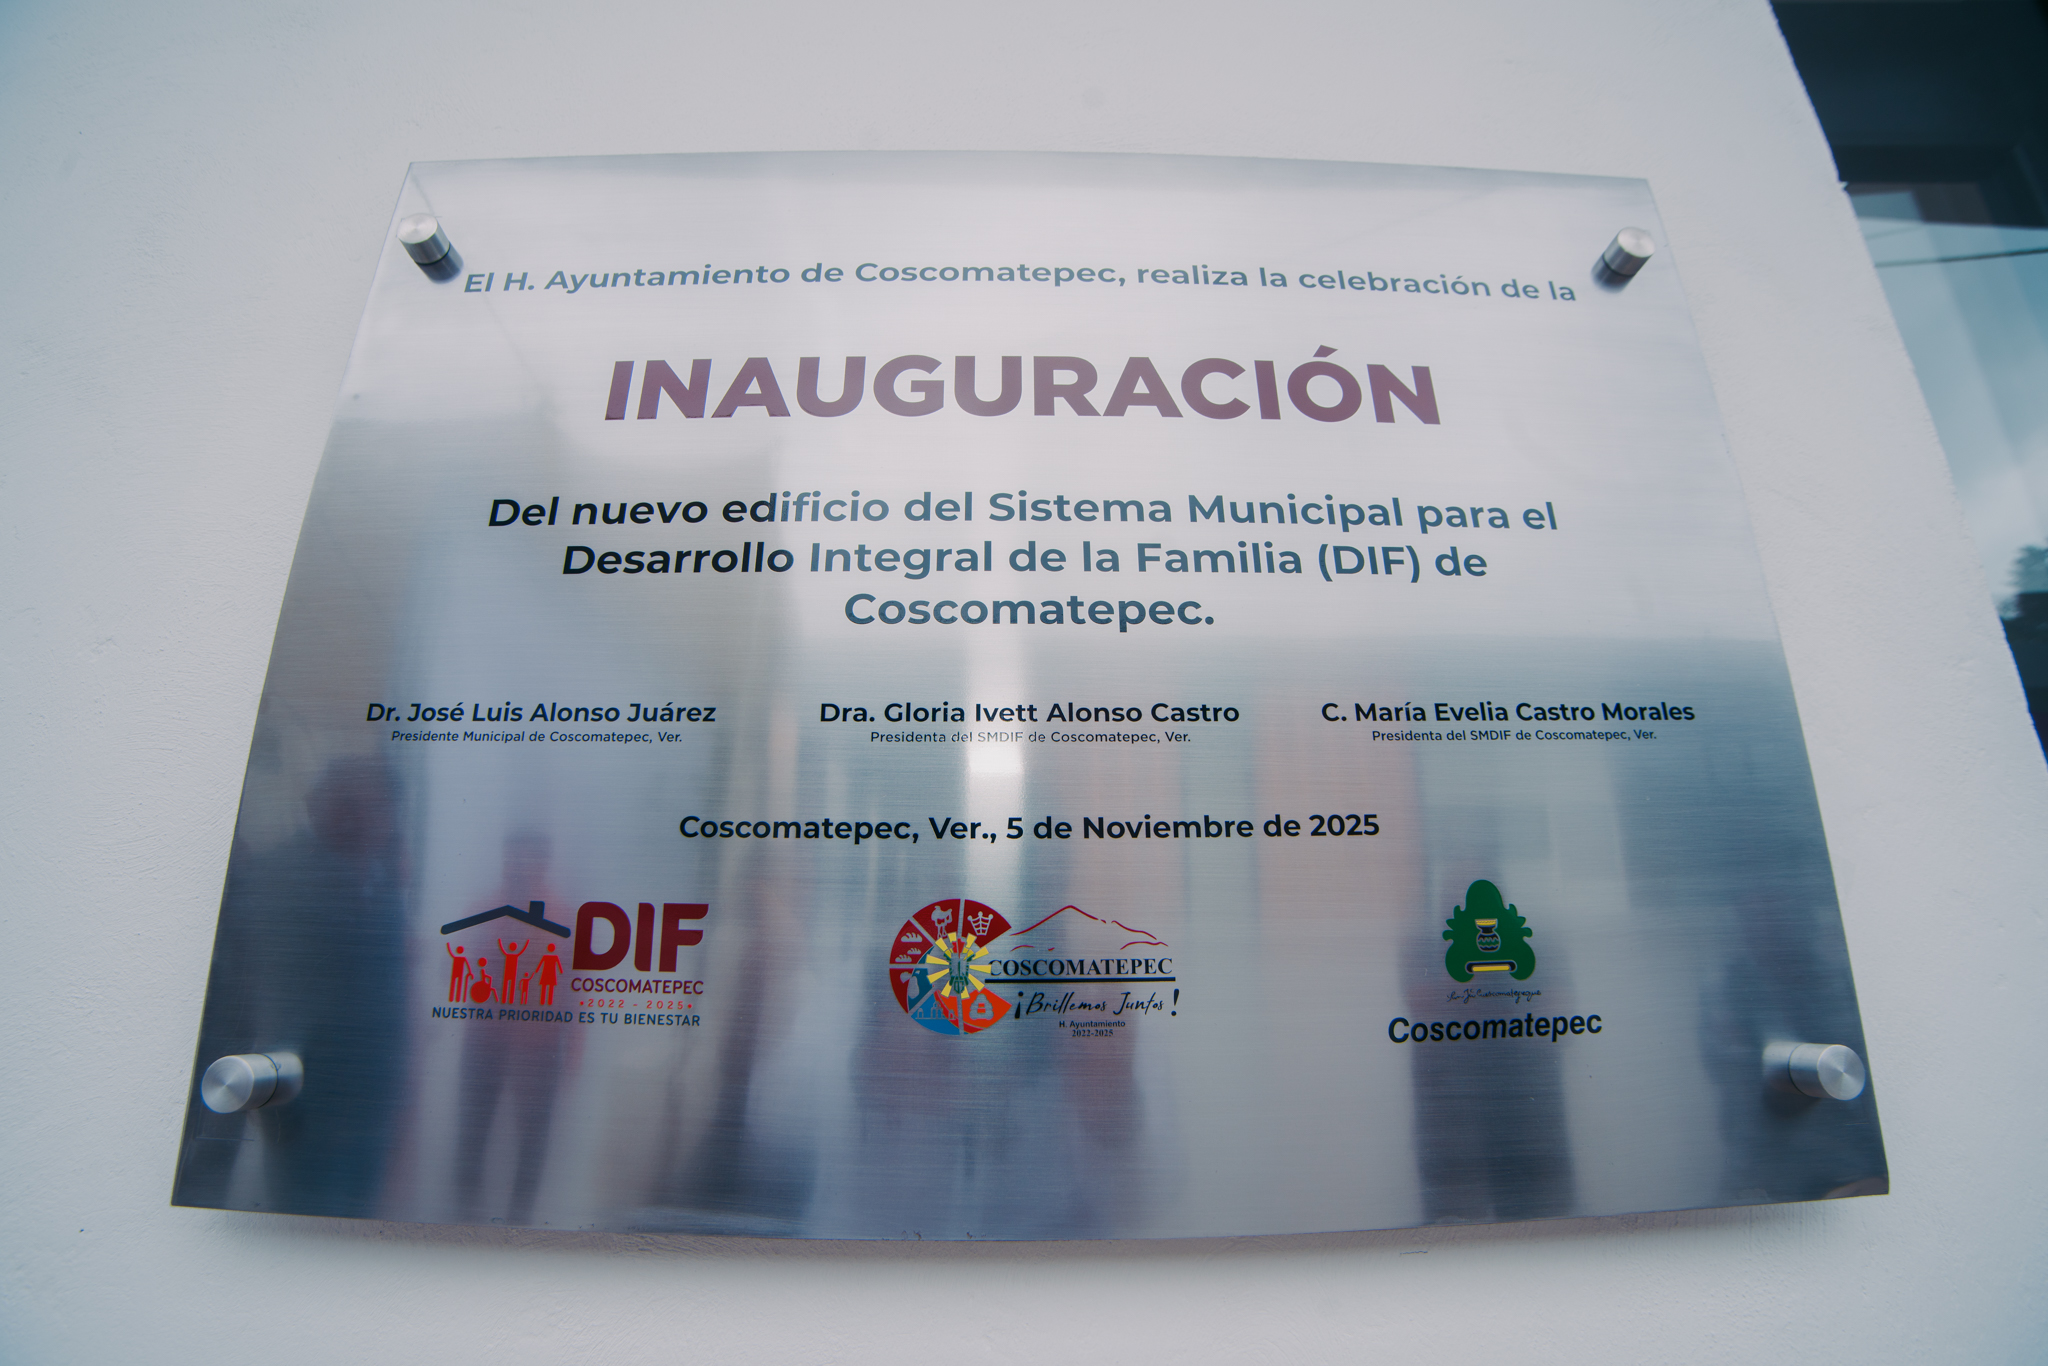 El H. Ayuntamiento de Coscomatepec, realiza la celebración de la
INAUGURACIÓN
Del nuevo edificio del Sistema Municipal para el
Desarrollo Integral de la Familia (DIF) de
Coscomatepec.
Dr. José Luis Alonso Juárez
Presidente Municipal de Coscomatepec, Ver.
Dra. Gloria Ivett Alonso Castro
Presidenta del SMDIF de Coscomatepec, Ver.
C. María Evelia Castro Morales
Presidenta del SMDIF de Coscomatepec, Ver.
Coscomatepec, Ver., 5 de Noviembre de 2025
DIF
COSCOMATEPEC
•2022 - 2025•
NUESTRA PRIORIDAD ES TU BIENESTAR
COSCOMATEPEC
¡Brillemos Juntos!
H. Ayuntamiento
2022-2025
Coscomatepec